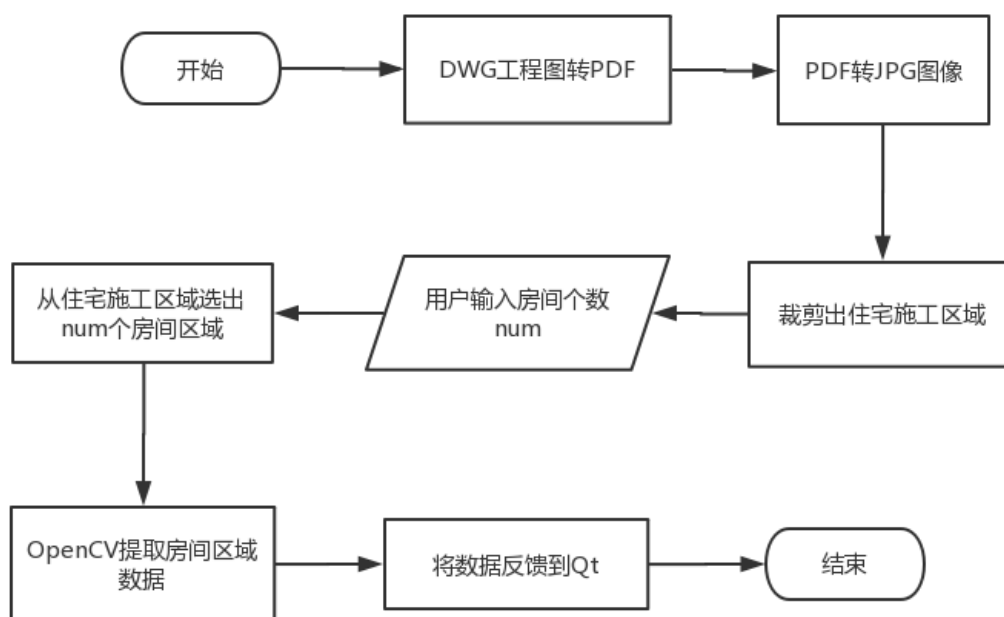 开始
DWG工程图转PDF
PDF转JPG图像
裁剪出住宅施工区域
用户输入房间个数
num
从住宅施工区域选出
num个房间区域
OpenCV提取房间区域
数据
将数据反馈到Qt
结束